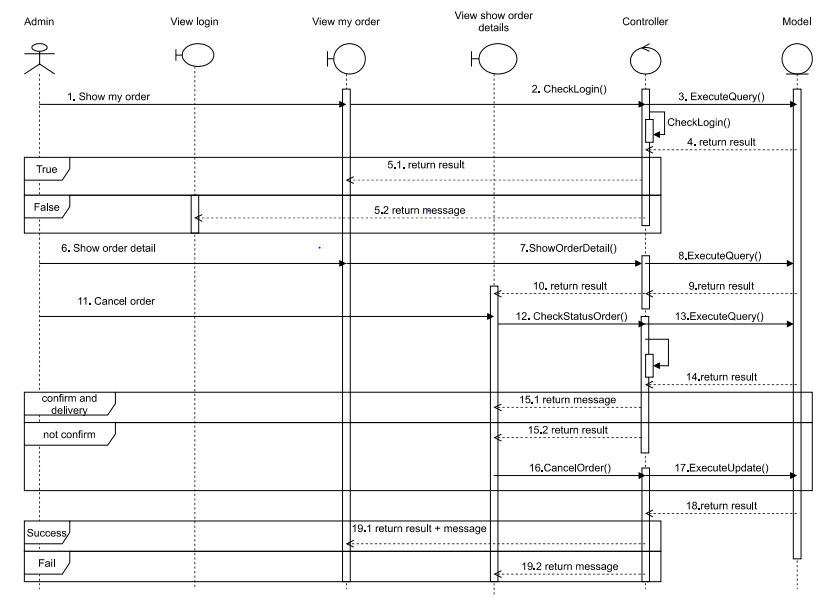 Admin
View login
View my order
View show order
details
Controller
Model
1. Show my order
2. CheckLogin()
3. ExecuteQuery()
CheckLogin()
4. return result
True
5.1. return result
False
5.2 return message
6. Show order detail
7.ShowOrderDetail()
8.ExecuteQuery()
10. return result
9.return result
11. Cancel order
12. CheckStatusOrder()
13.ExecuteQuery()
14.return result
confirm and
delivery
15.1 return message
not confirm
15.2 return result
16.CancelOrder()
17.ExecuteUpdate()
18.return result
Success
19.1 return result + message
Fail
19.2 return message